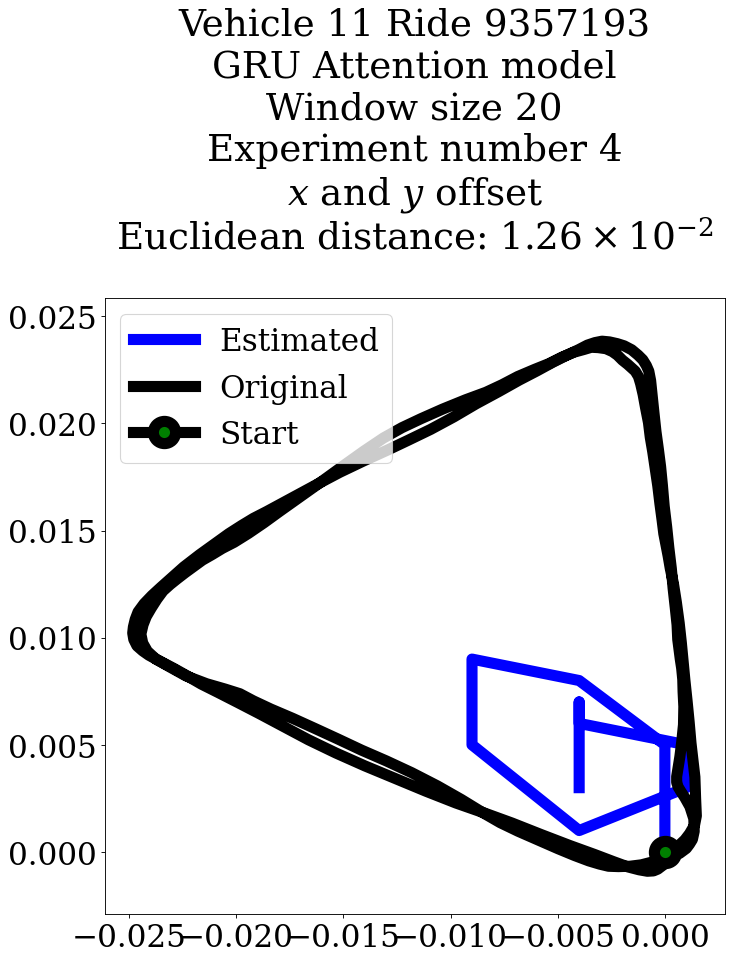 Vehicle 11 Ride 9357193
GRU Attention model
Window size 20
Experiment number 4
x and y offset
Euclidean distance: 1.26 × 10⁻²
Estimated
Original
Start
0.025
0.020
0.015
0.010
0.005
0.000
−0.025 −0.020 −0.015 −0.010 −0.005 0.000